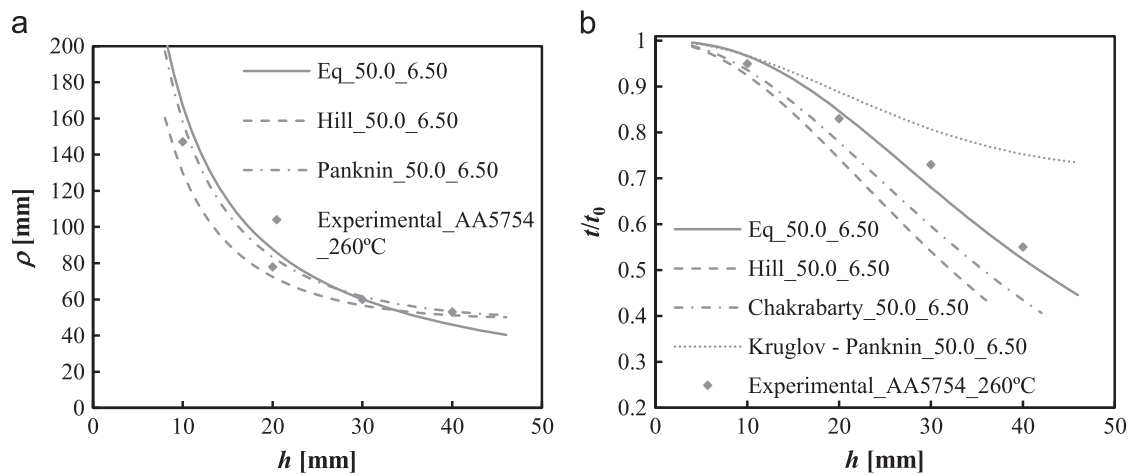 a
ρ [mm]
200
180
160
140
120
100
80
60
40
20
0
Eq_50.0_6.50
Hill_50.0_6.50
Panknin_50.0_6.50
Experimental_AA5754
_260ºC
0 10 20 30 40 50
h [mm]
b
t/t0
1
0.9
0.8
0.7
0.6
0.5
0.4
0.3
0.2
Eq_50.0_6.50
Hill_50.0_6.50
Chakrabarty_50.0_6.50
Kruglov - Panknin_50.0_6.50
Experimental_AA5754_260ºC
0 10 20 30 40 50
h [mm]